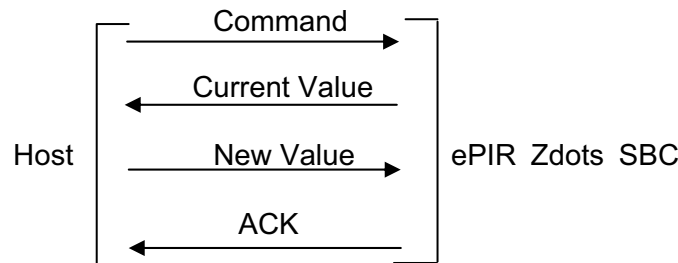 Command
Current Value
Host
New Value
ePIR Zdots SBC
ACK